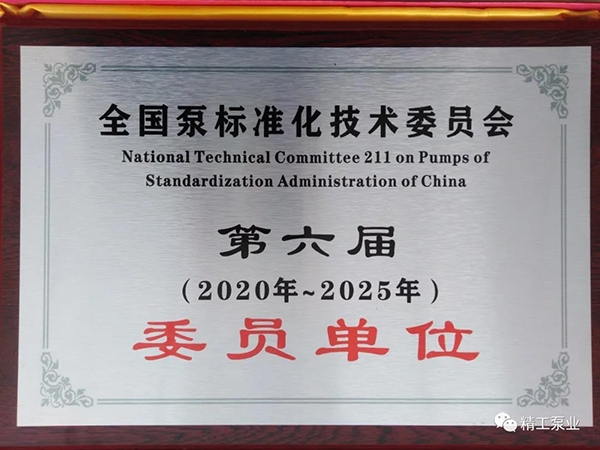 全国泵标准化技术委员会
National Technical Committee 211 on Pumps of
Standardization Administration of China
第六届
(2020年~2025年)
委员单位
精工泵业